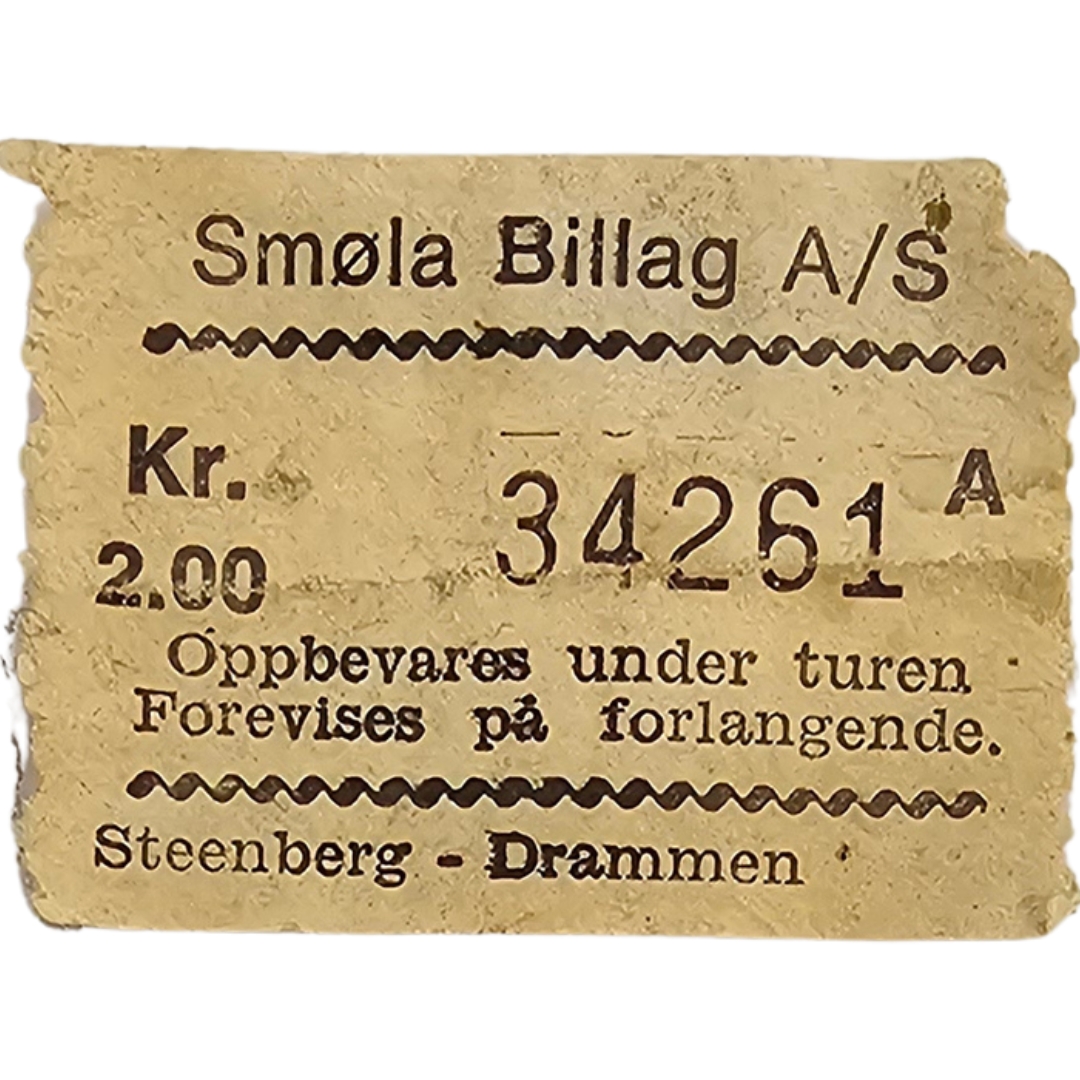 Smøla Billag A/S
Kr. 34261 A
2.00
Oppbevares under turen
Forevises på forlangende.
Steenberg - Drammen